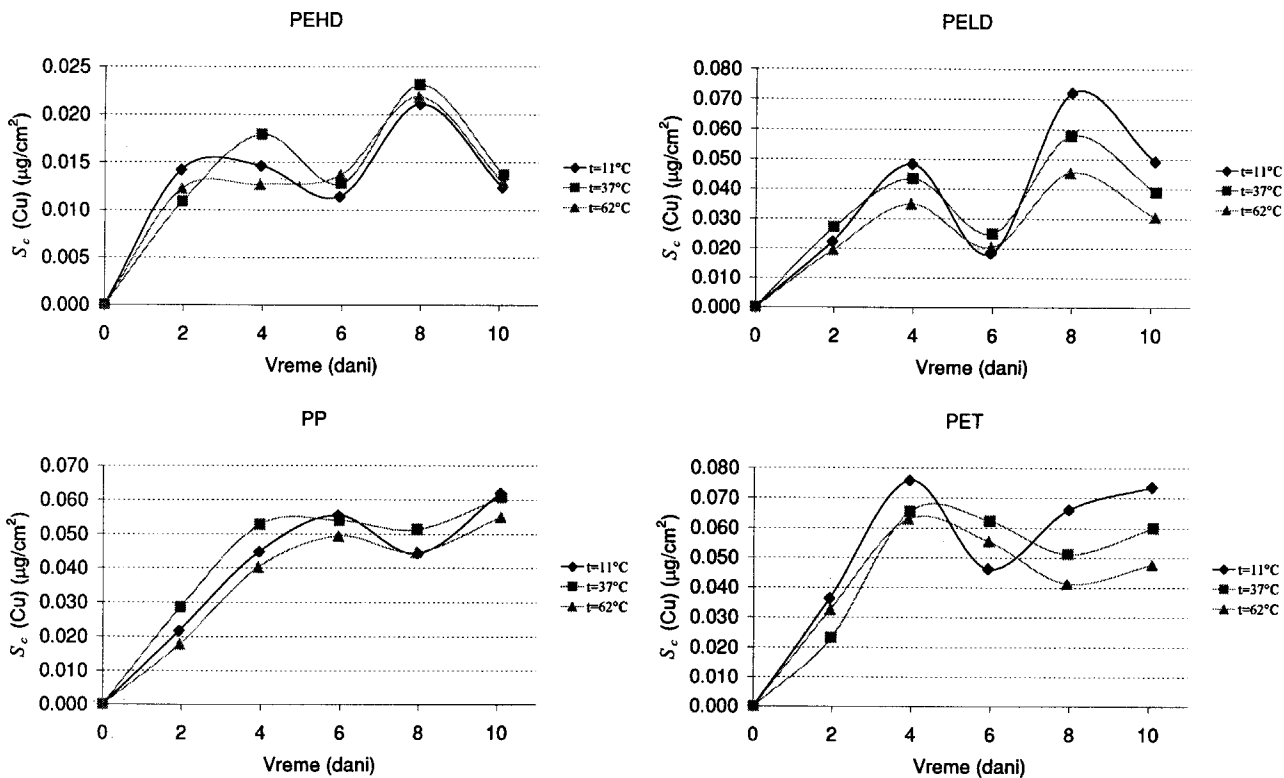 PEHD
S_c (Cu) (µg/cm²)
0.025
0.020
0.015
0.010
0.005
0.000
0 2 4 6 8 10
Vreme (dani)
t=11°C
t=37°C
t=62°C
PELD
S_c (Cu) (µg/cm²)
0.080
0.070
0.060
0.050
0.040
0.030
0.020
0.010
0.000
0 2 4 6 8 10
Vreme (dani)
t=11°C
t=37°C
t=62°C
PP
S_c (Cu) (µg/cm²)
0.070
0.060
0.050
0.040
0.030
0.020
0.010
0.000
0 2 4 6 8 10
Vreme (dani)
t=11°C
t=37°C
t=62°C
PET
S_c (Cu) (µg/cm²)
0.080
0.070
0.060
0.050
0.040
0.030
0.020
0.010
0.000
0 2 4 6 8 10
Vreme (dani)
t=11°C
t=37°C
t=62°C